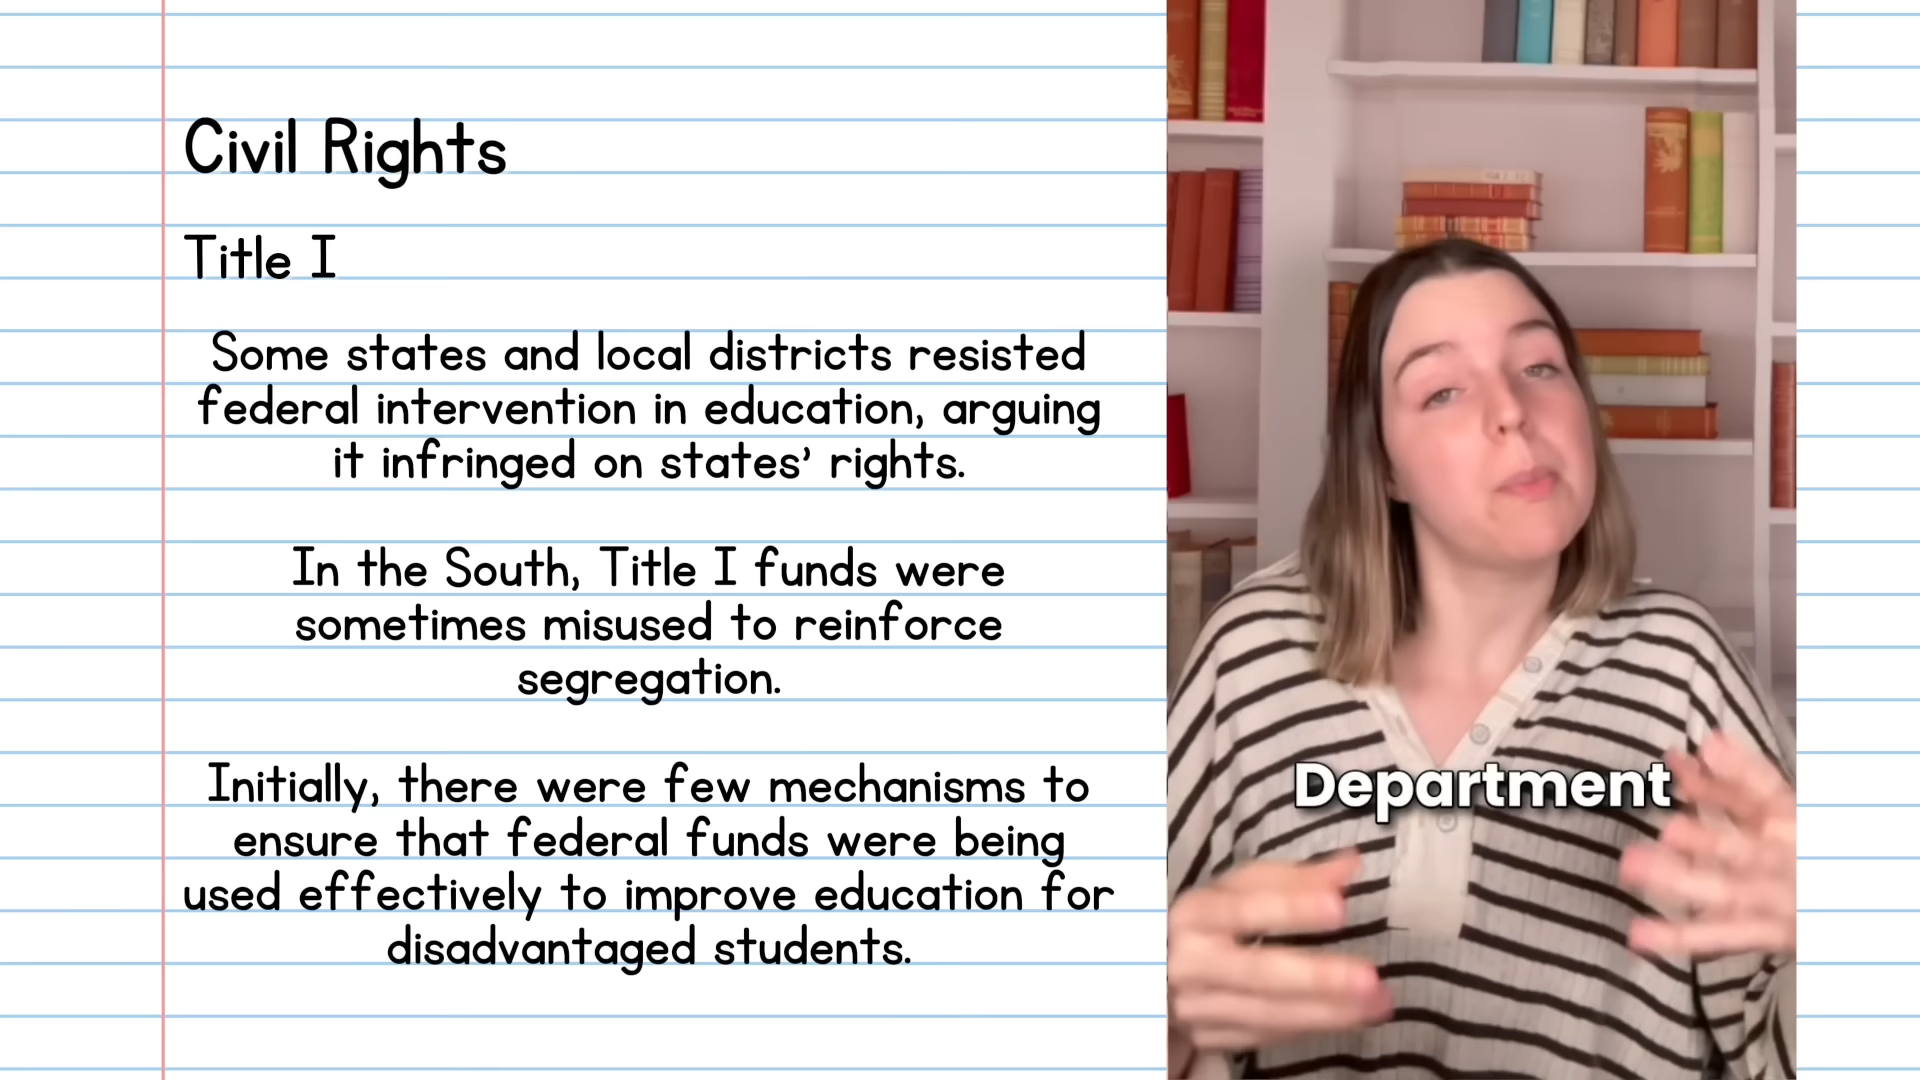 Civil Rights
Title I
Some states and local districts resisted
federal intervention in education, arguing
it infringed on states’ rights.
In the South, Title I funds were
sometimes misused to reinforce
segregation.
Initially, there were few mechanisms to
ensure that federal funds were being
used effectively to improve education for
disadvantaged students.
Department